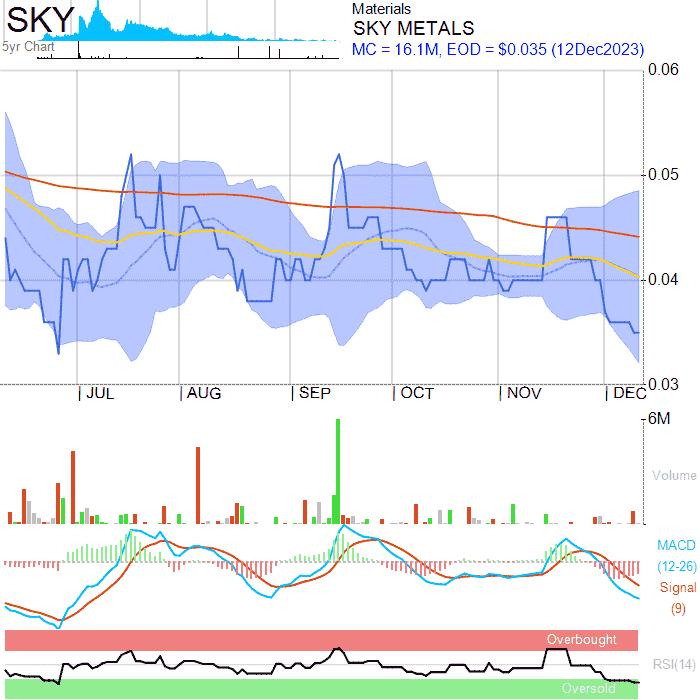 SKY
5yr Chart
Materials
SKY METALS
MC = 16.1M, EOD = $0.035 (12Dec2023)
0.06
0.05
0.04
0.03
| JUL | AUG | SEP | OCT | NOV | DEC
6M
Volume
MACD
(12-26)
Signal
(9)
Overbought
RSI(14)
Oversold